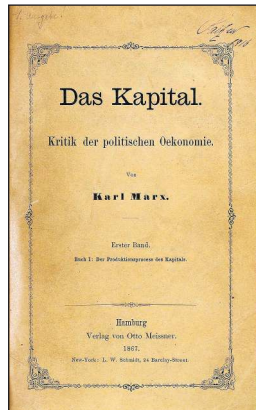 Das Kapital.
Kritik der politischen Oekonomie.
Von
Karl Marx.
Erster Band.
Buch I: Der Produktionsprocess des Kapitals.
Hamburg
Verlag von Otto Meissner.
1867.
New-York: L. W. Schmidt, 24 Barclay-Street.